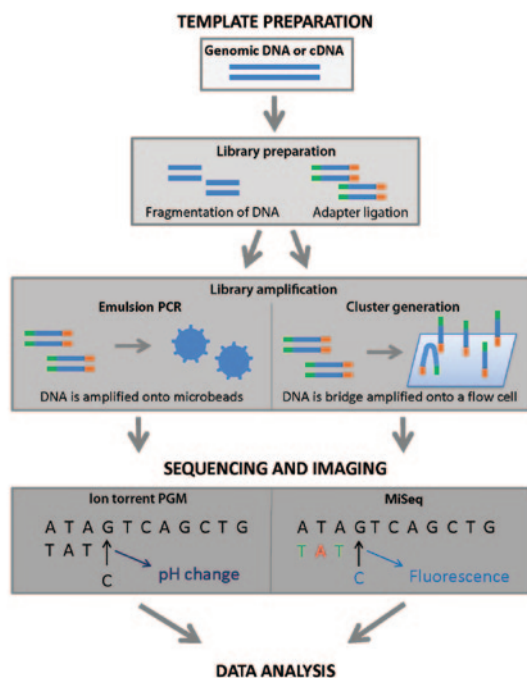 TEMPLATE PREPARATION
Genomic DNA or cDNA
Library preparation
Fragmentation of DNA
Adapter ligation
Library amplification
Emulsion PCR
DNA is amplified onto microbeads
Cluster generation
DNA is bridge amplified onto a flow cell
SEQUENCING AND IMAGING
Ion torrent PGM
A T A G T C A G C T G
T A T
pH change
C
MiSeq
A T A G T C A G C T G
T A T
C
Fluorescence
DATA ANALYSIS